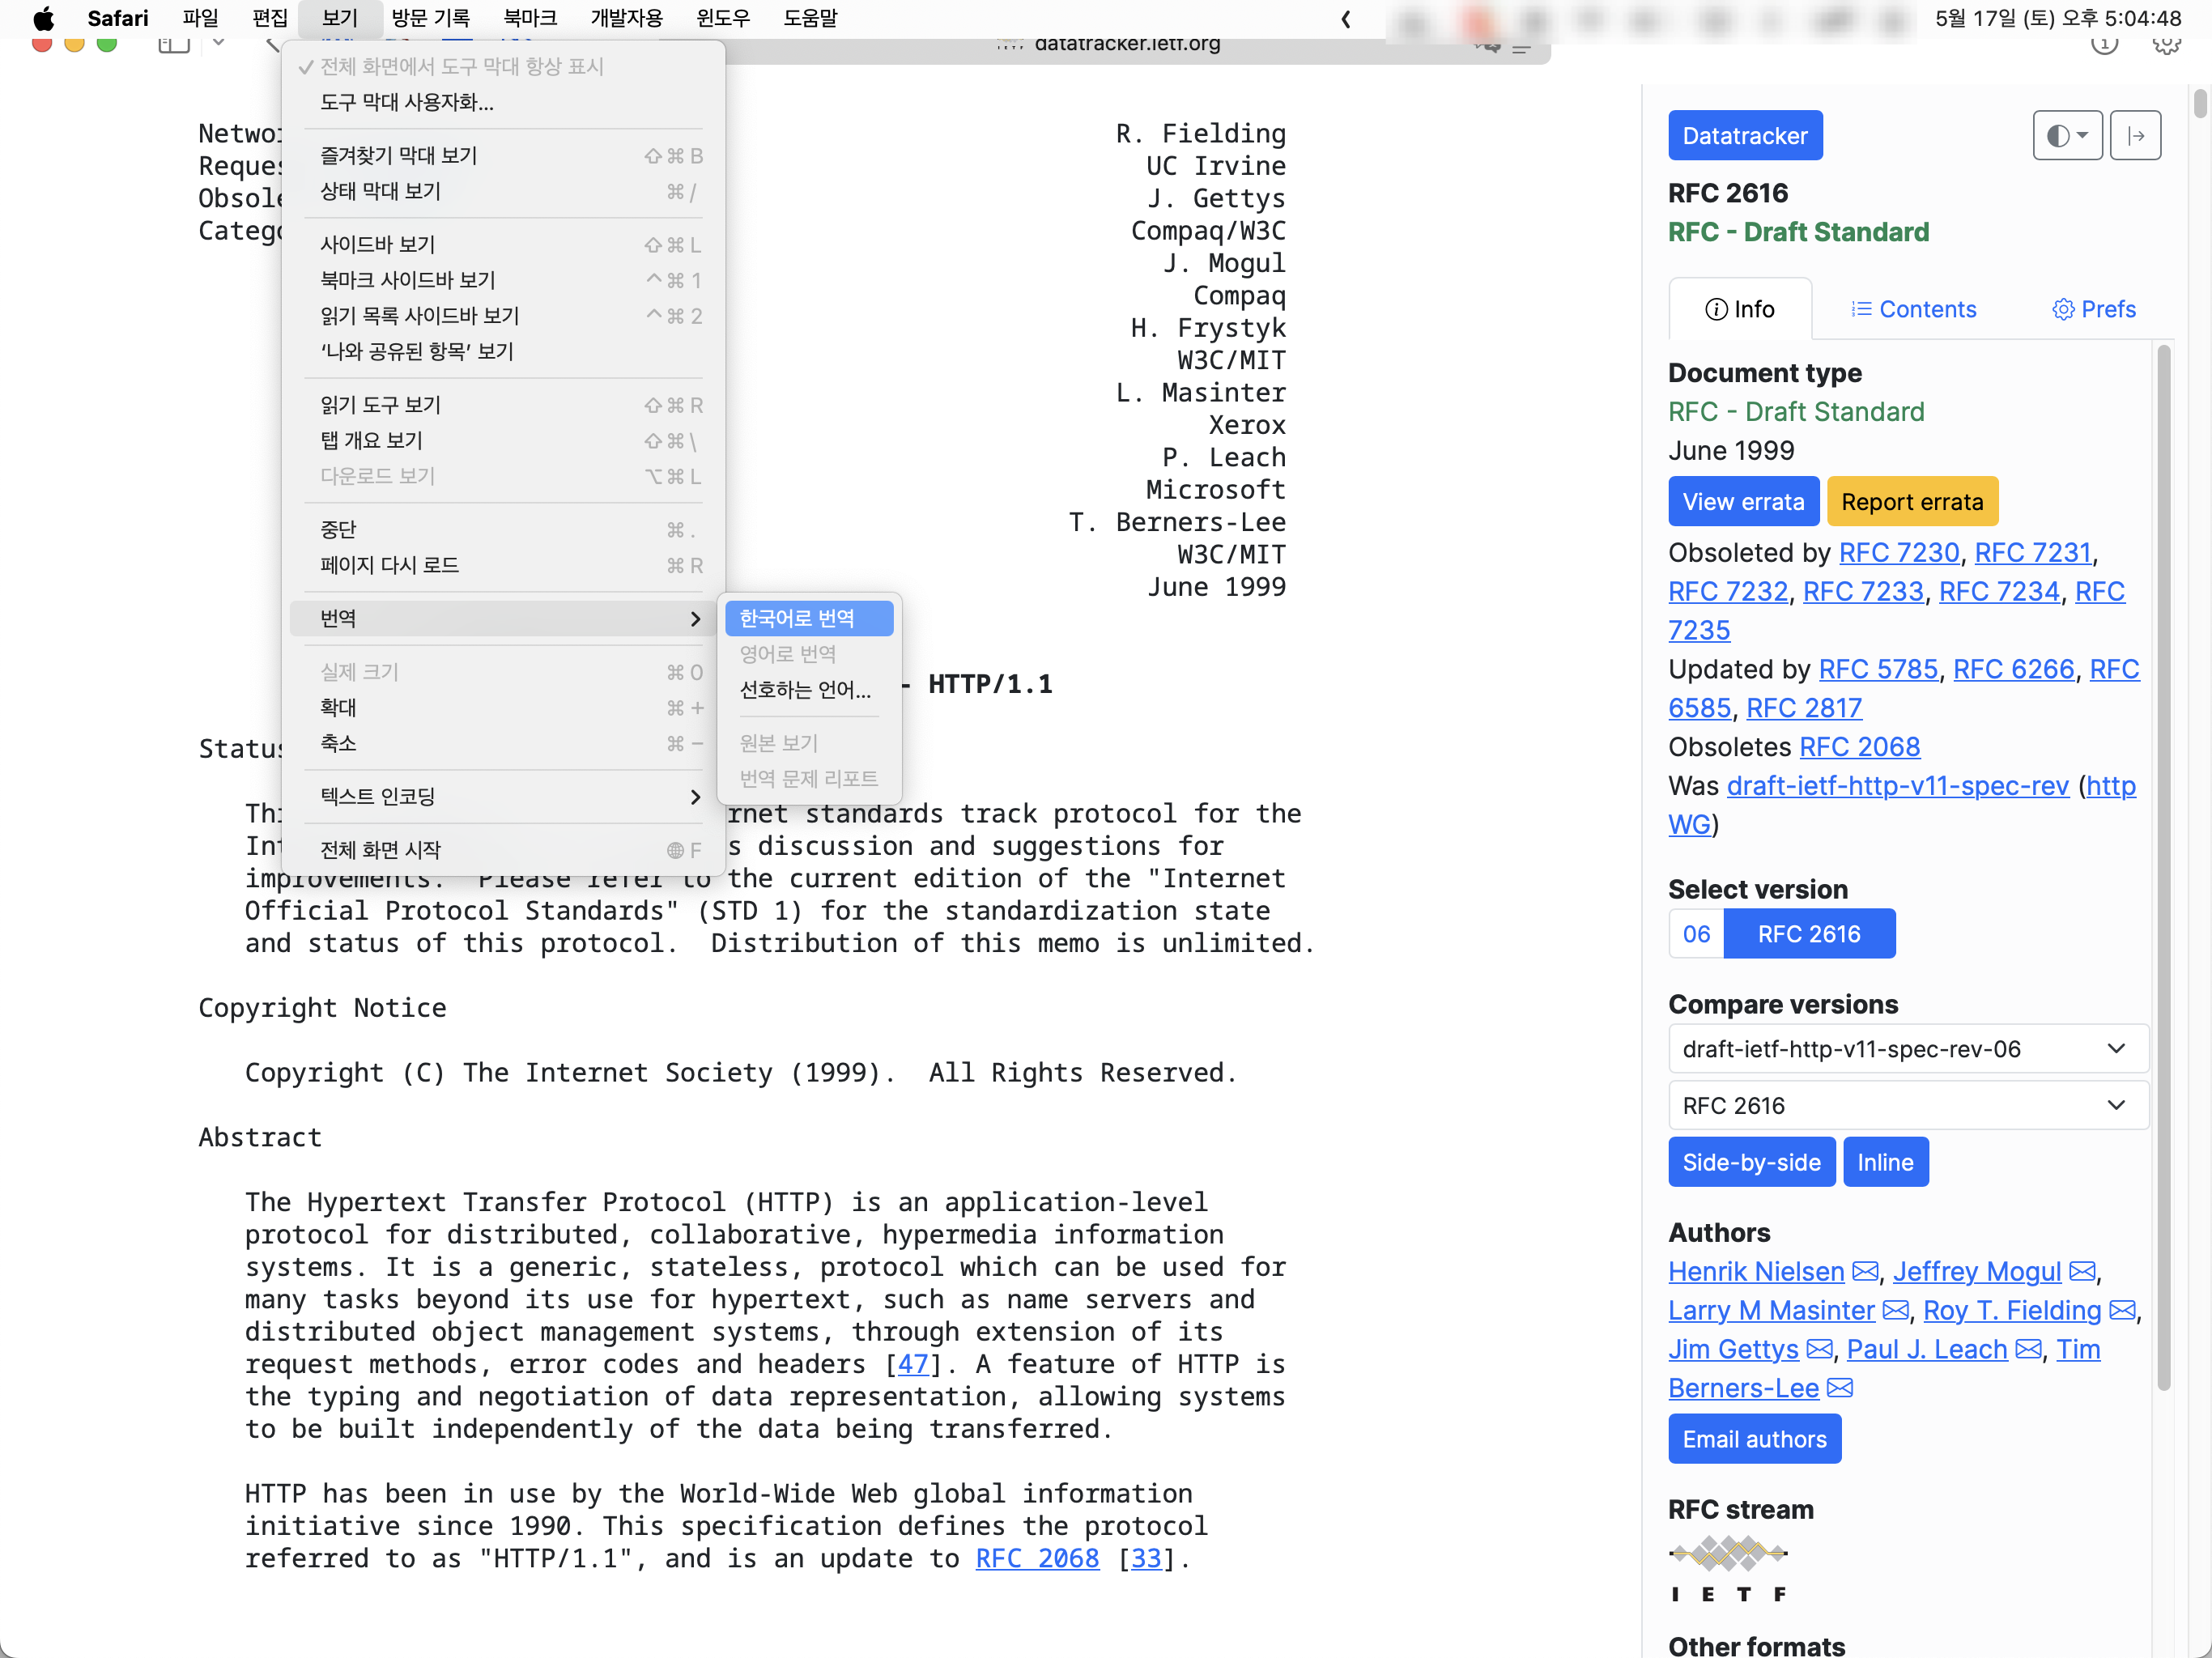 Safari 파일 편집 보기 방문 기록 북마크 개발자용 윈도우 도움말 5월 17일 (토) 오후 5:04:48
datatracker.ietf.org
전체 화면에서 도구 막대 항상 표시
도구 막대 사용자화...
즐겨찾기 막대 보기 ⇧⌘B
상태 막대 보기 ⌘/
사이드바 보기 ⇧⌘L
북마크 사이드바 보기 ^⌘1
읽기 목록 사이드바 보기 ^⌘2
‘나와 공유된 항목’ 보기
읽기 도구 보기 ⇧⌘R
탭 개요 보기 ⇧⌘\
다운로드 보기 ⌥⌘L
중단 ⌘.
페이지 다시 로드 ⌘R
번역
실제 크기 ⌘0
확대 ⌘+
축소 ⌘−
텍스트 인코딩
전체 화면 시작 F
한국어로 번역
영어로 번역
선호하는 언어...
원본 보기
번역 문제 리포트
R. Fielding
UC Irvine
J. Gettys
Compaq/W3C
J. Mogul
Compaq
H. Frystyk
W3C/MIT
L. Masinter
Xerox
P. Leach
Microsoft
T. Berners-Lee
W3C/MIT
June 1999
- HTTP/1.1
Status
standards track protocol for the
discussion and suggestions for
improvements. Please refer to the current edition of the "Internet
Official Protocol Standards" (STD 1) for the standardization state
and status of this protocol. Distribution of this memo is unlimited.
Copyright Notice
Copyright (C) The Internet Society (1999). All Rights Reserved.
Abstract
The Hypertext Transfer Protocol (HTTP) is an application-level
protocol for distributed, collaborative, hypermedia information
systems. It is a generic, stateless, protocol which can be used for
many tasks beyond its use for hypertext, such as name servers and
distributed object management systems, through extension of its
request methods, error codes and headers [47]. A feature of HTTP is
the typing and negotiation of data representation, allowing systems
to be built independently of the data being transferred.
HTTP has been in use by the World-Wide Web global information
initiative since 1990. This specification defines the protocol
referred to as "HTTP/1.1", and is an update to RFC 2068 [33].
Datatracker
RFC 2616
RFC - Draft Standard
Info Contents Prefs
Document type
RFC - Draft Standard
June 1999
View errata Report errata
Obsoleted by RFC 7230, RFC 7231,
RFC 7232, RFC 7233, RFC 7234, RFC
7235
Updated by RFC 5785, RFC 6266, RFC
6585, RFC 2817
Obsoletes RFC 2068
Was draft-ietf-http-v11-spec-rev (http
WG)
Select version
06 RFC 2616
Compare versions
draft-ietf-http-v11-spec-rev-06
RFC 2616
Side-by-side Inline
Authors
Henrik Nielsen, Jeffrey Mogul,
Larry M Masinter, Roy T. Fielding,
Jim Gettys, Paul J. Leach, Tim
Berners-Lee
Email authors
RFC stream
I E T F
Other formats